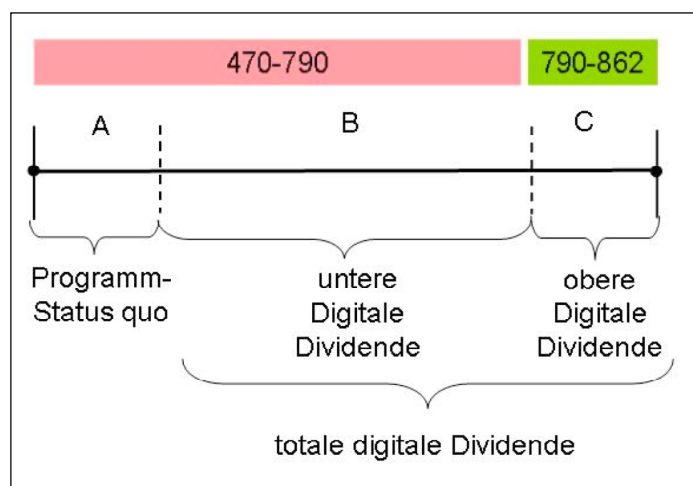 470-790
790-862
A
B
C
Programm-
Status quo
untere
Digitale
Dividende
obere
Digitale
Dividende
totale digitale Dividende